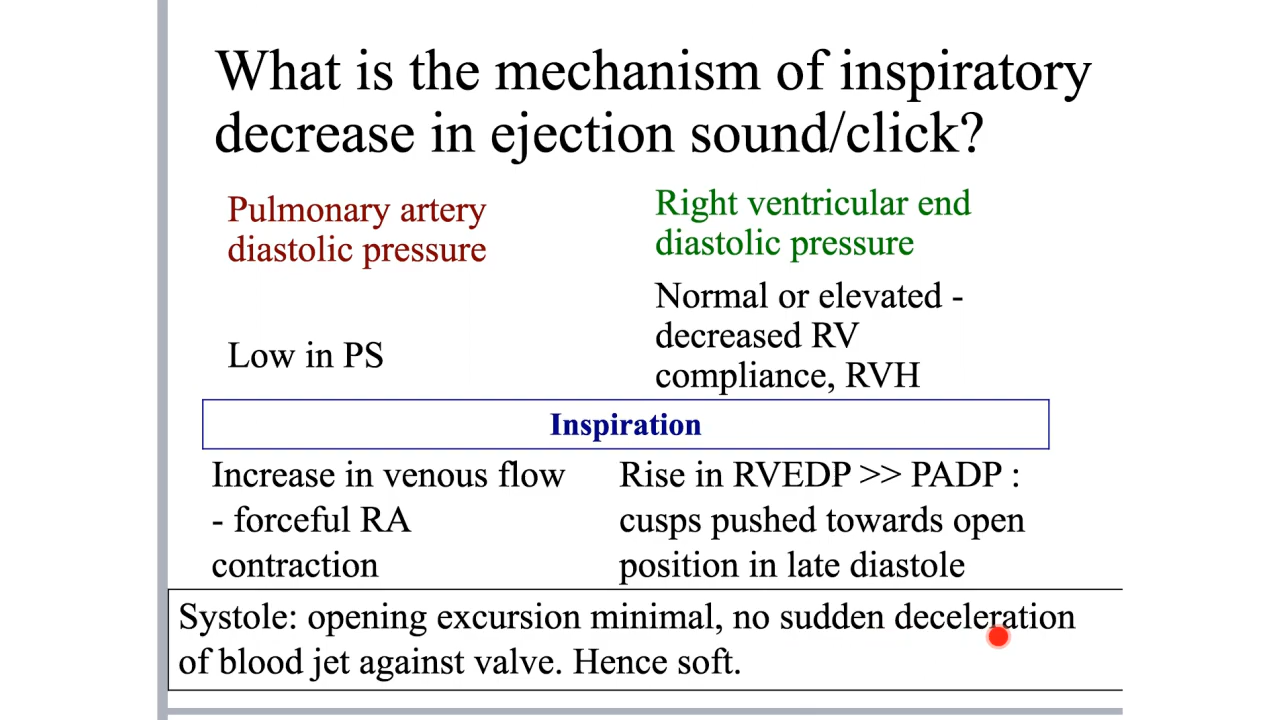 What is the mechanism of inspiratory
decrease in ejection sound/click?
Pulmonary artery
diastolic pressure
Low in PS
Right ventricular end
diastolic pressure
Normal or elevated -
decreased RV
compliance, RVH
Inspiration
Increase in venous flow
- forceful RA
contraction
Rise in RVEDP >> PADP :
cusps pushed towards open
position in late diastole
Systole: opening excursion minimal, no sudden deceleration
of blood jet against valve. Hence soft.